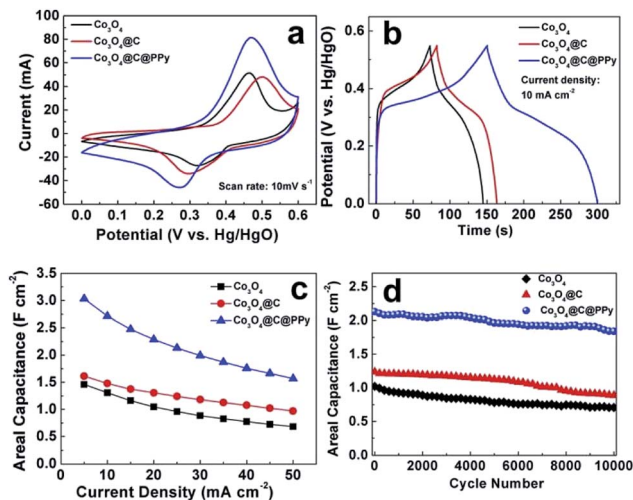 a
Co₃O₄
Co₃O₄@C
Co₃O₄@C@PPy
Scan rate: 10mV s⁻¹
Current (mA)
100
80
60
40
20
0
-20
-40
-60
-80
0.0 0.1 0.2 0.3 0.4 0.5 0.6
Potential (V vs. Hg/HgO)
b
Co₃O₄
Co₃O₄@C
Co₃O₄@C@PPy
Current density:
10 mA cm⁻²
Potential (V vs. Hg/HgO)
0.6
0.4
0.2
0.0
0 50 100 150 200 250 300
Time (s)
c
Co₃O₄
Co₃O₄@C
Co₃O₄@C@PPy
Areal Capacitance (F cm⁻²)
3.5
3.0
2.5
2.0
1.5
1.0
0.5
0.0
0 10 20 30 40 50
Current Density (mA cm⁻²)
d
Co₃O₄
Co₃O₄@C
Co₃O₄@C@PPy
Areal Capacitance (F cm⁻²)
3.0
2.5
2.0
1.5
1.0
0.5
0.0
0 2000 4000 6000 8000 10000
Cycle Number